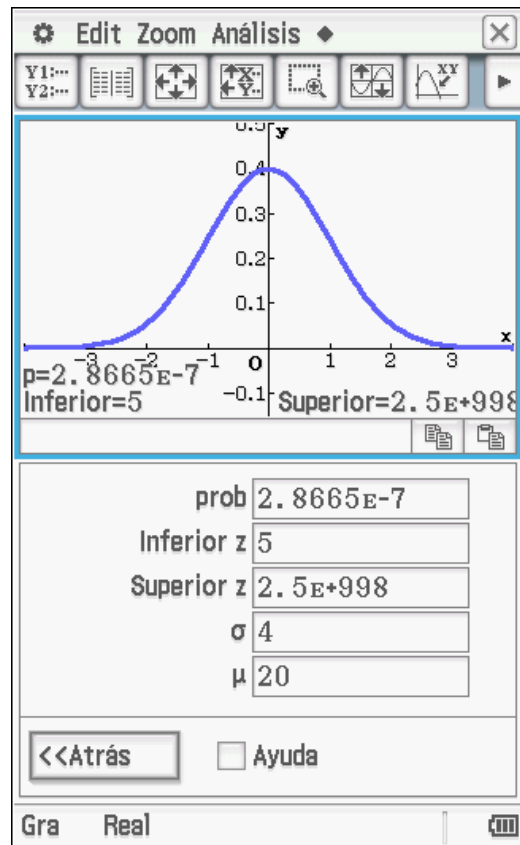 Edit Zoom Análisis ◆
Y1:··· Y2:···
XY
0.5 y
0.4
0.3
0.2
0.1
x
-3 -2 -1 0 1 2 3
p=2.8665E-7
-0.1
Inferior=5 Superior=2.5E+998
prob 2.8665E-7
Inferior z 5
Superior z 2.5E+998
σ 4
μ 20
<<Atrás Ayuda
Gra Real